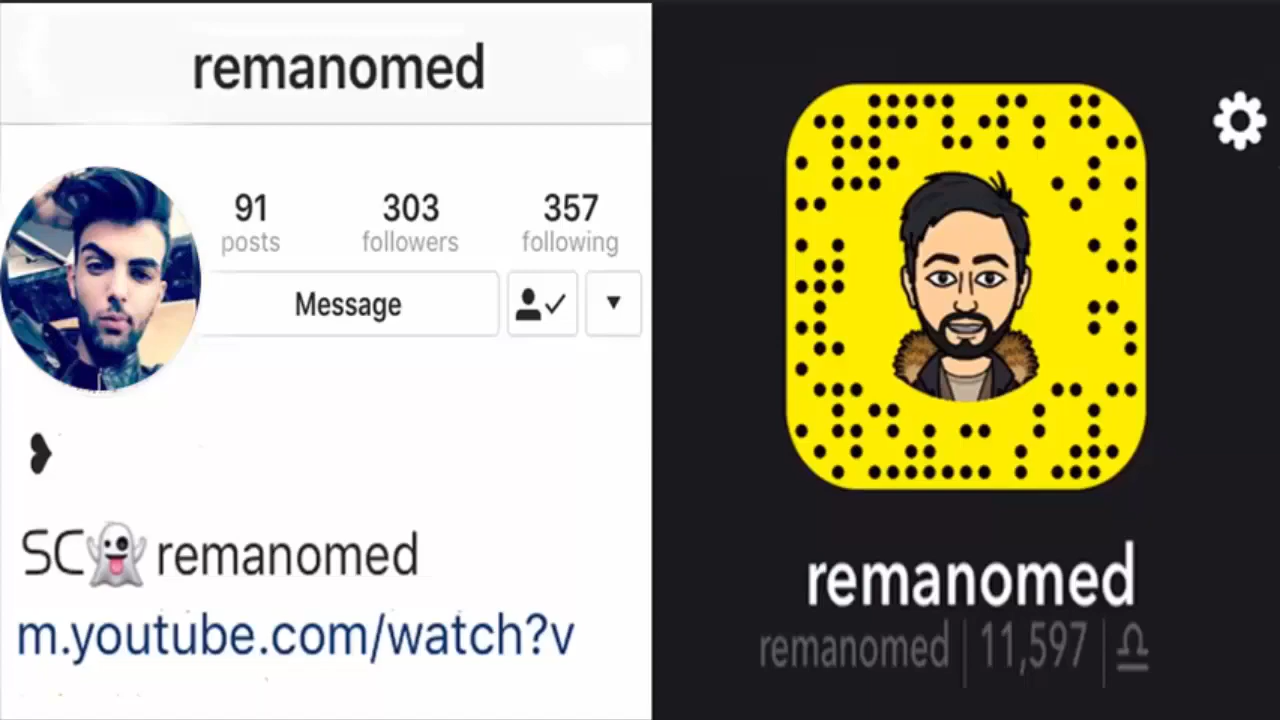 remanomed
91 303 357
posts followers following
Message
SC👻remanomed
m.youtube.com/watch?v
remanomed
remanomed | 11,597 | ♎